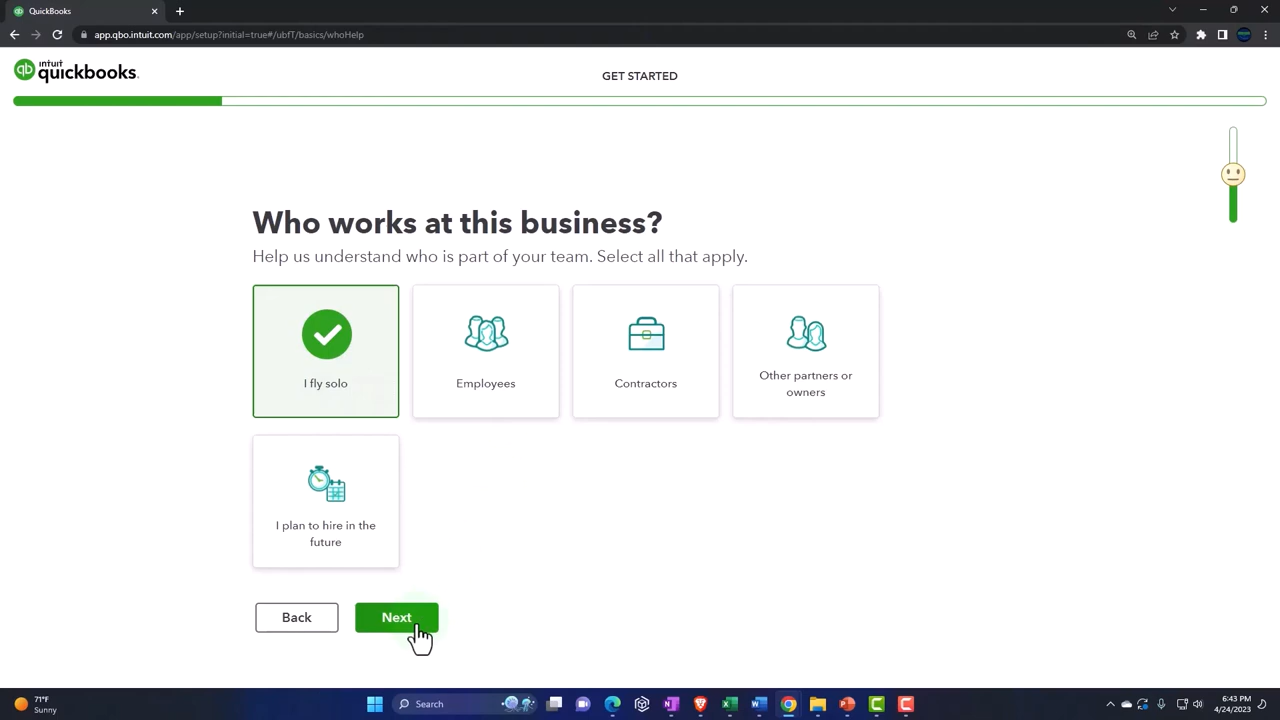 QuickBooks
app.qbo.intuit.com/app/setup?initial=true#/ubfT/basics/whoHelp
qb INTUIT quickbooks.
GET STARTED
Who works at this business?
Help us understand who is part of your team. Select all that apply.
I fly solo
Employees
Contractors
Other partners or
owners
I plan to hire in the
future
Back
Next
71°F
Sunny
Search
6:43 PM
4/24/2023